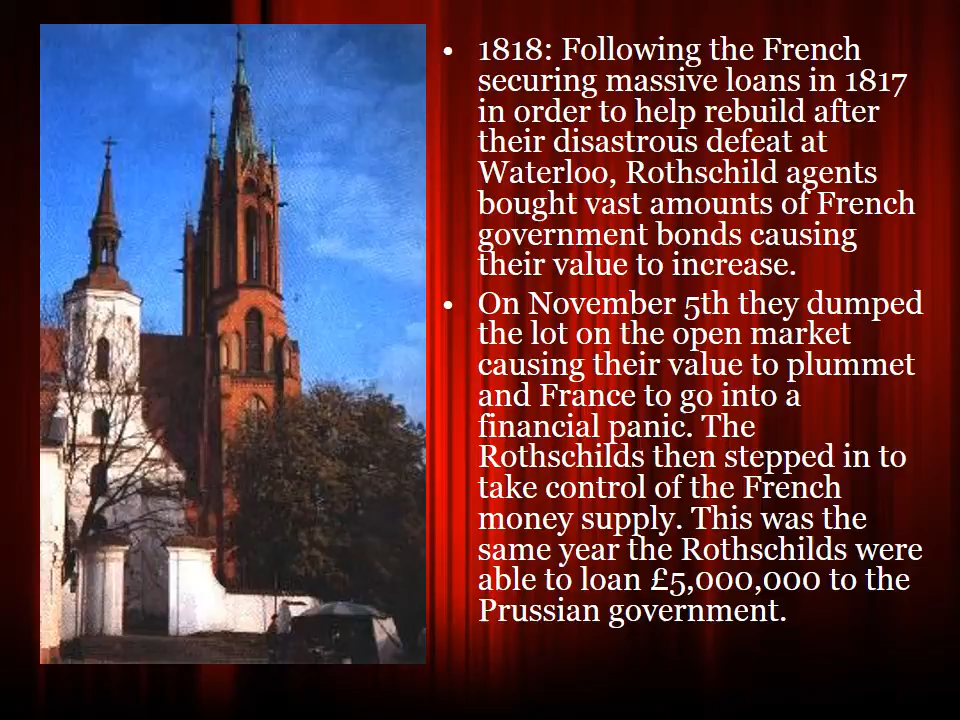 • 1818: Following the French
securing massive loans in 1817
in order to help rebuild after
their disastrous defeat at
Waterloo, Rothschild agents
bought vast amounts of French
government bonds causing
their value to increase.
• On November 5th they dumped
the lot on the open market
causing their value to plummet
and France to go into a
financial panic. The
Rothschilds then stepped in to
take control of the French
money supply. This was the
same year the Rothschilds were
able to loan £5,000,000 to the
Prussian government.